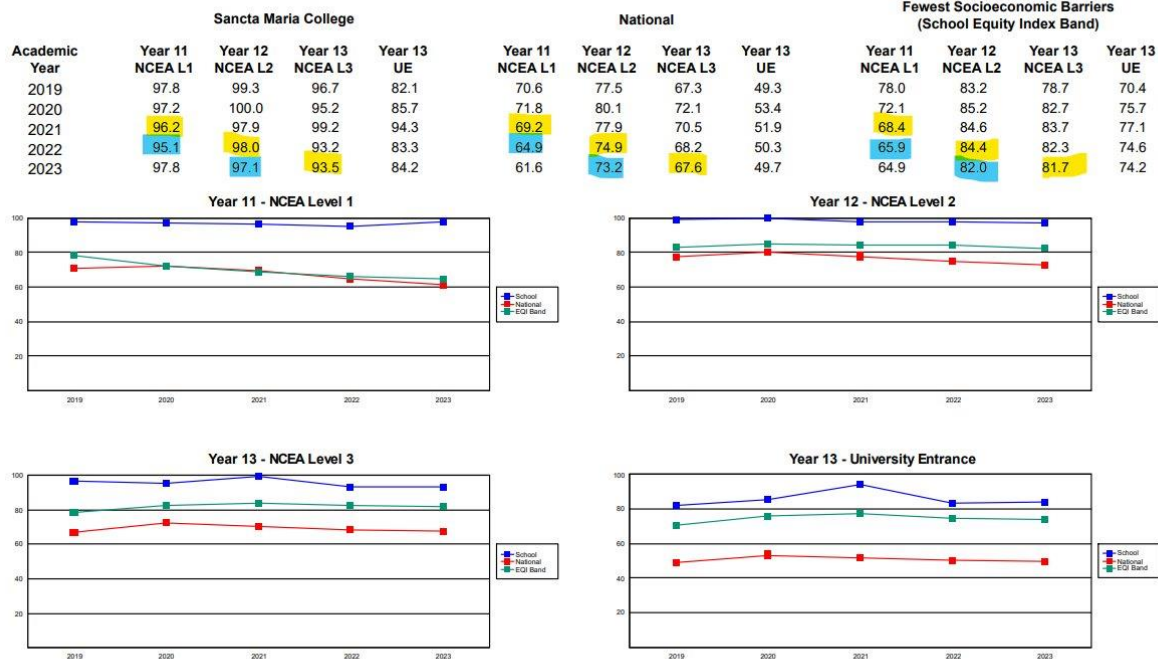 Sancta Maria College National Fewest Socioeconomic Barriers
(School Equity Index Band)
Academic Year 11 Year 12 Year 13 Year 13 Year 11 Year 12 Year 13 Year 13 Year 11 Year 12 Year 13 Year 13
Year NCEA L1 NCEA L2 NCEA L3 UE NCEA L1 NCEA L2 NCEA L3 UE NCEA L1 NCEA L2 NCEA L3 UE
2019 97.8 99.3 96.7 82.1 70.6 77.5 67.3 49.3 78.0 83.2 78.7 70.4
2020 97.2 100.0 95.2 85.7 71.8 80.1 72.1 53.4 72.1 85.2 82.7 75.7
2021 96.2 97.9 99.2 94.3 69.2 77.9 70.5 51.9 68.4 84.6 83.7 77.1
2022 95.1 98.0 93.2 83.3 64.9 74.9 68.2 50.3 65.9 84.4 82.3 74.6
2023 97.8 97.1 93.5 84.2 61.6 73.2 67.6 49.7 64.9 82.0 81.7 74.2
Year 11 - NCEA Level 1
100
80
60
40
20
2019 2020 2021 2022 2023
School
National
EQI Band
Year 12 - NCEA Level 2
100
80
60
40
20
2019 2020 2021 2022 2023
School
National
EQI Band
Year 13 - NCEA Level 3
100
80
60
40
20
2019 2020 2021 2022 2023
School
National
EQI Band
Year 13 - University Entrance
100
80
60
40
20
2019 2020 2021 2022 2023
School
National
EQI Band